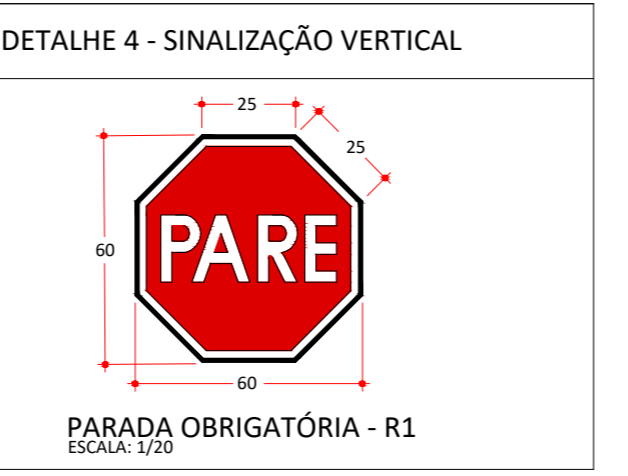 DETALHE 4 - SINALIZAÇÃO VERTICAL
25
25
60
PARE
60
PARADA OBRIGATÓRIA - R1
ESCALA: 1/20